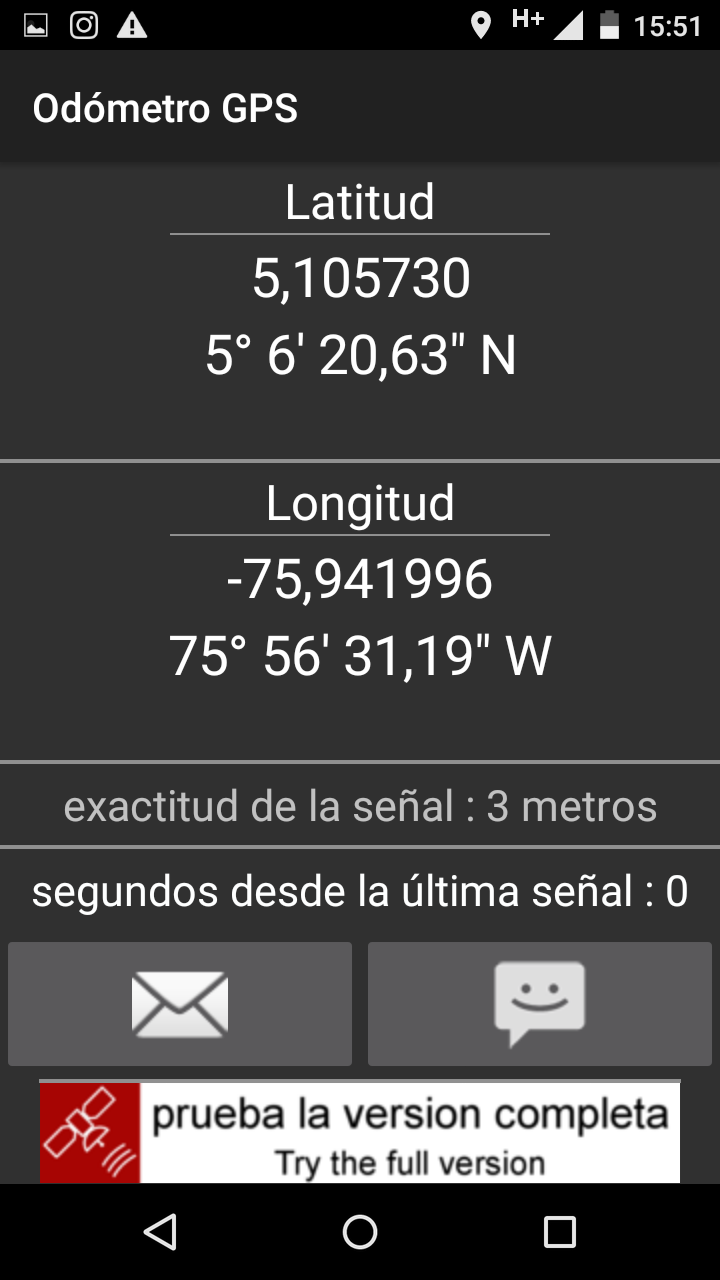 H+ 15:51
Odómetro GPS
Latitud
5,105730
5° 6' 20,63" N
Longitud
-75,941996
75° 56' 31,19" W
exactitud de la señal : 3 metros
segundos desde la última señal : 0
prueba la version completa
Try the full version